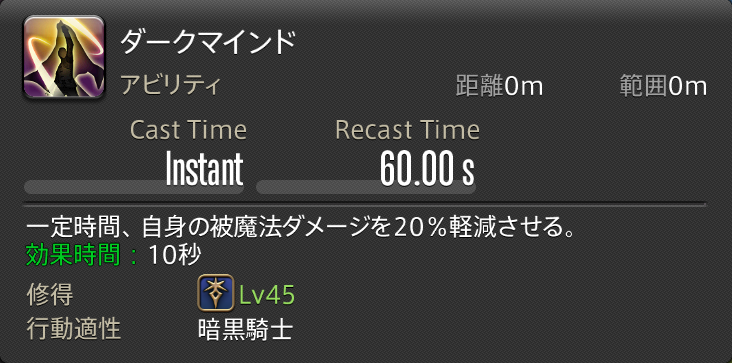 ダークマインド
アビリティ 距離0m 範囲0m
Cast Time Recast Time
Instant 60.00 s
一定時間、自身の被魔法ダメージを20％軽減させる。
効果時間：10秒
修得 Lv45
行動適性 暗黒騎士